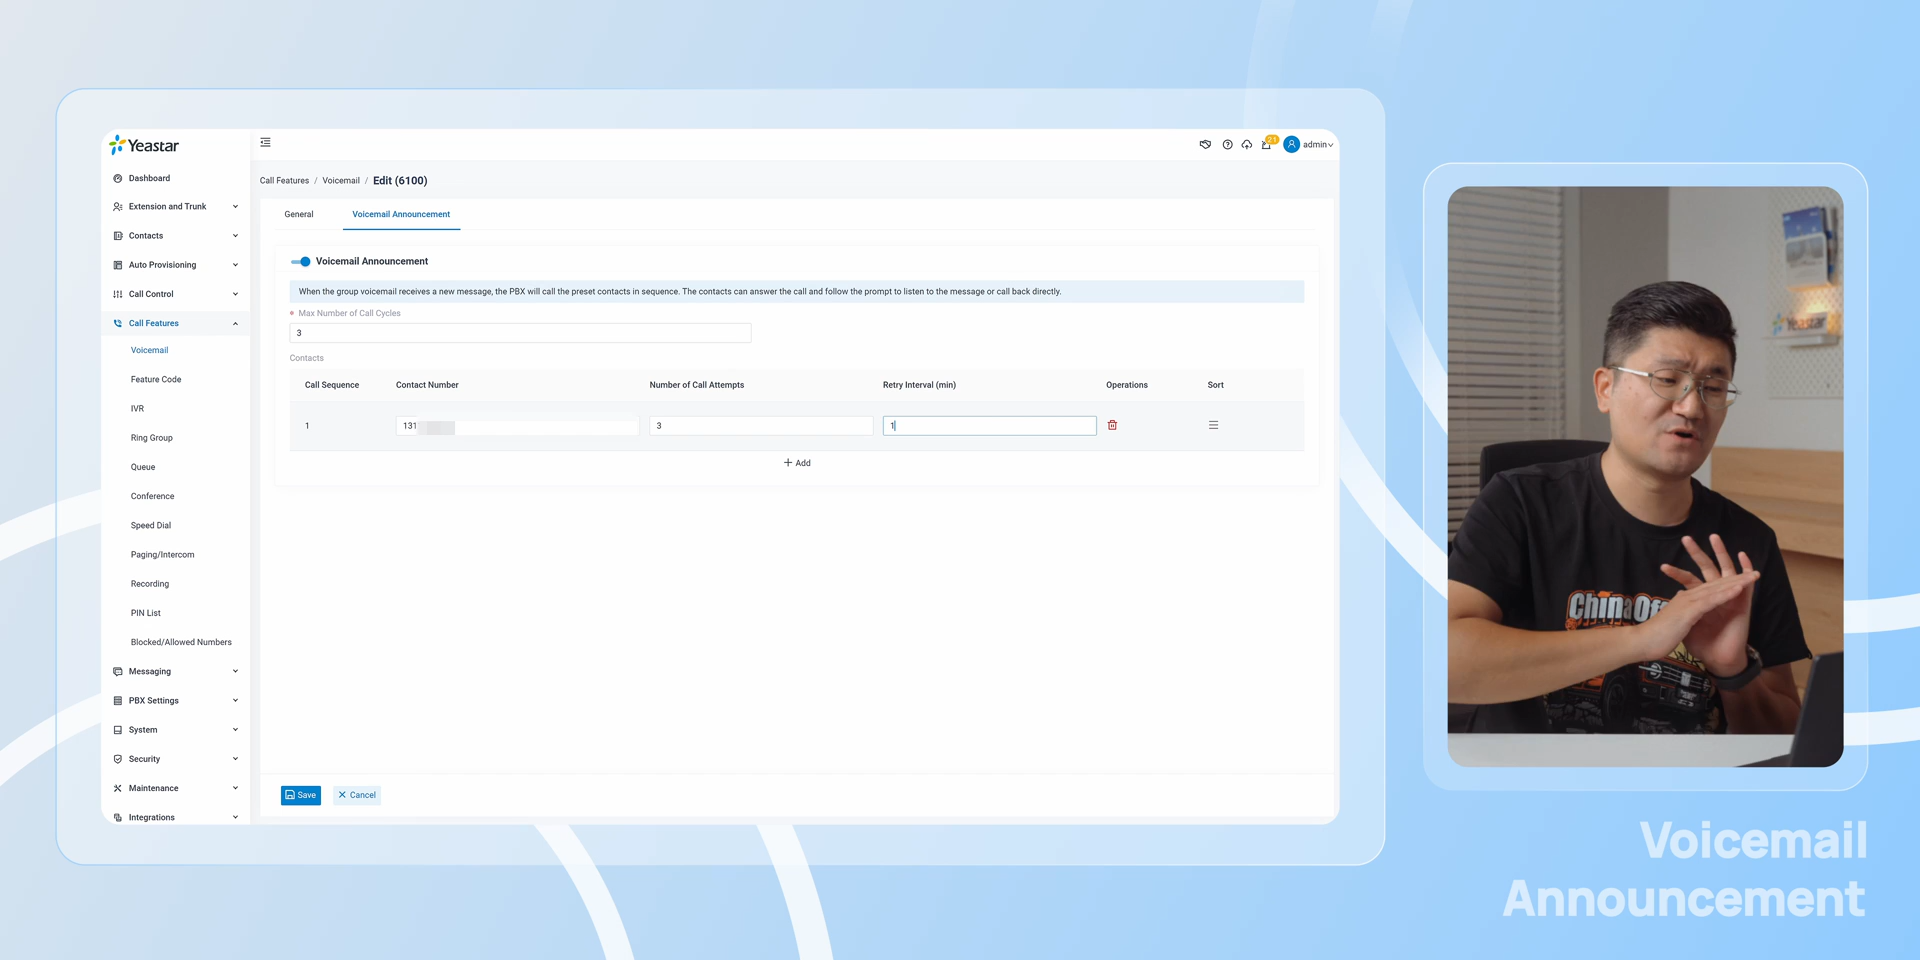 Yeastar
Dashboard
Extension and Trunk
Contacts
Auto Provisioning
Call Control
Call Features
Voicemail
Feature Code
IVR
Ring Group
Queue
Conference
Speed Dial
Paging/Intercom
Recording
PIN List
Blocked/Allowed Numbers
Messaging
PBX Settings
System
Security
Maintenance
Integrations
21
admin
Call Features / Voicemail / Edit (6100)
General Voicemail Announcement
Voicemail Announcement
When the group voicemail receives a new message, the PBX will call the preset contacts in sequence. The contacts can answer the call and follow the prompt to listen to the message or call back directly.
* Max Number of Call Cycles
3
Contacts
Call Sequence Contact Number Number of Call Attempts Retry Interval (min) Operations Sort
1 131 3 1
+ Add
Save × Cancel
Yeastar
Voicemail
Announcement